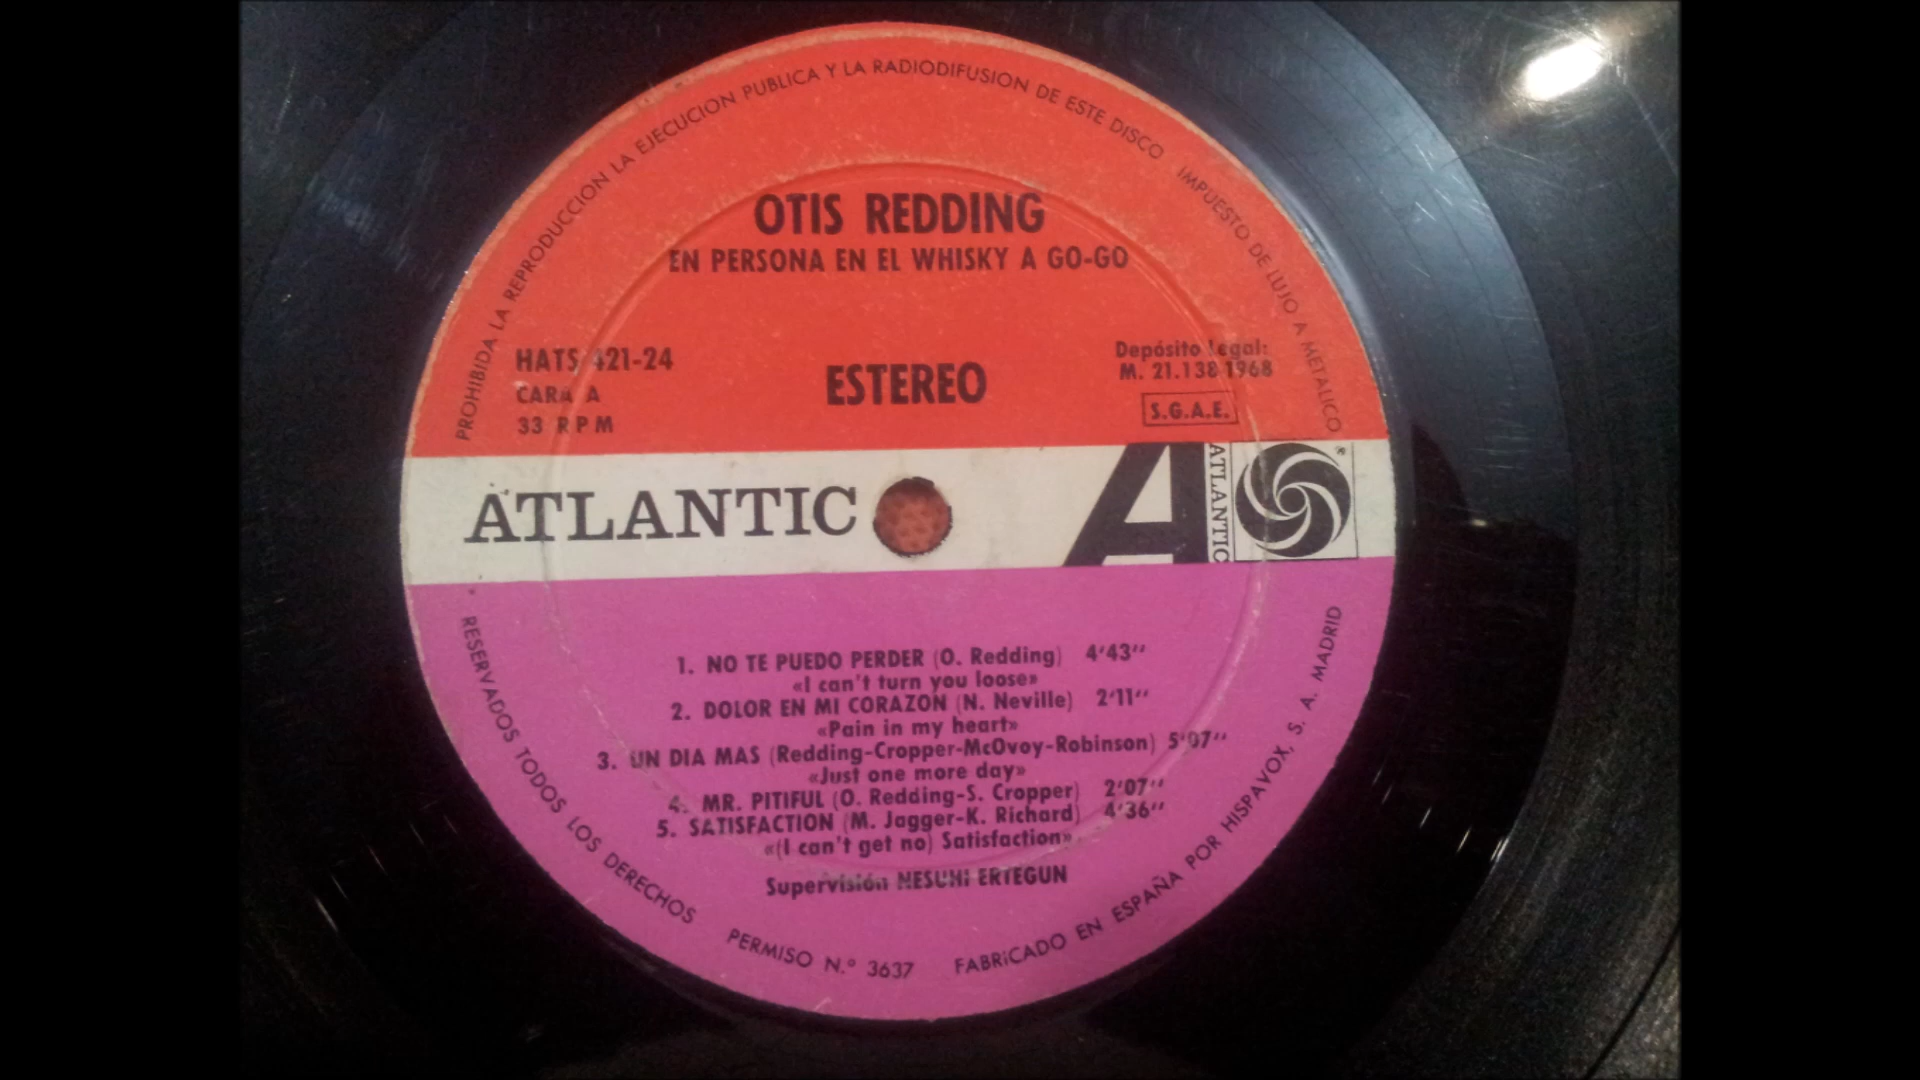 PROHIBIDA LA REPRODUCCION LA EJECUCION PUBLICA Y LA RADIODIFUSION DE ESTE DISCO
IMPUESTO DE LUJO A METALICO
OTIS REDDING
EN PERSONA EN EL WHISKY A GO-GO
HATS 421-24
CARA A
33 RPM
ESTEREO
Depósito Legal:
M. 21.138-1968
S.G.A.E.
ATLANTIC
A
ATLANTIC
®
1. NO TE PUEDO PERDER (O. Redding) 4'43''
«I can't turn you loose»
2. DOLOR EN MI CORAZON (N. Neville) 2'11''
«Pain in my heart»
3. UN DIA MAS (Redding-Cropper-McOvoy-Robinson) 5'07''
«Just one more day»
4. MR. PITIFUL (O. Redding-S. Cropper) 2'07''
5. SATISFACTION (M. Jagger-K. Richard) 4'36''
«(I can't get no) Satisfaction»
Supervisión NESUHI ERTEGUN
RESERVADOS TODOS LOS DERECHOS
PERMISO N.º 3637
FABRICADO EN ESPAÑA POR HISPAVOX, S. A. MADRID